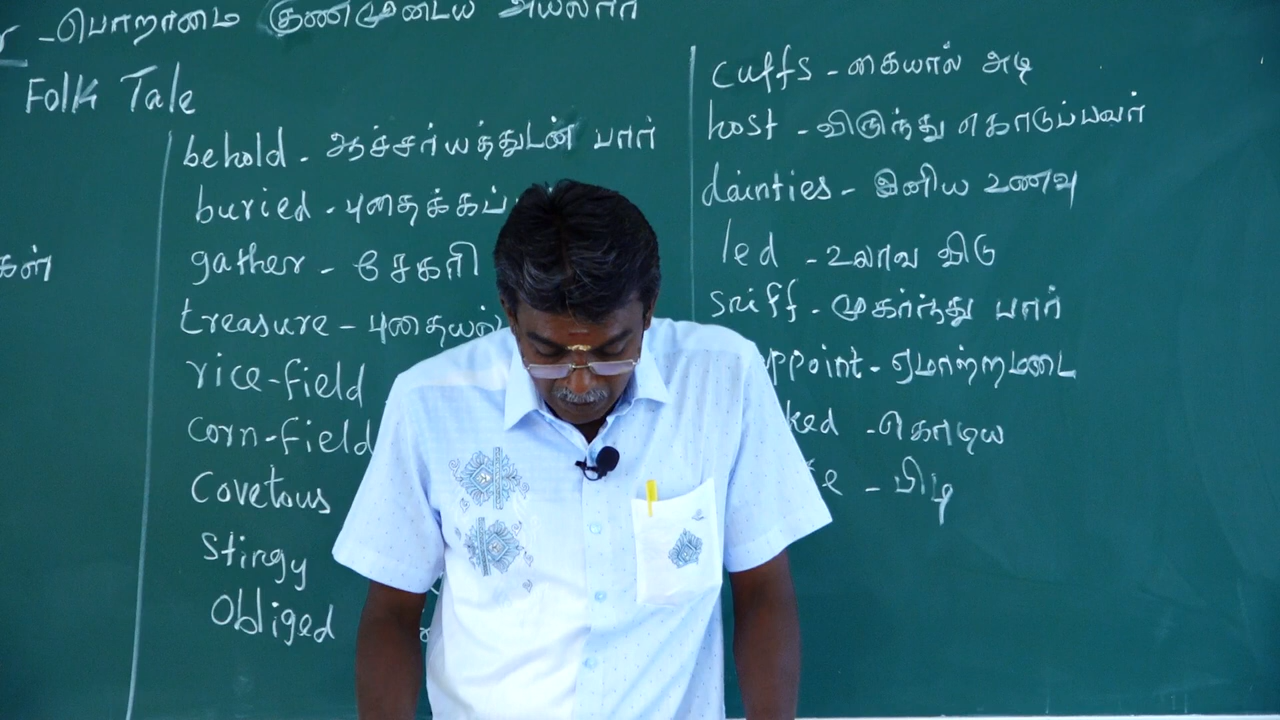 பொறாமை குணமுடைய அயலார்
Folk Tale
behold - ஆச்சர்யத்துடன் பார்
buried - புதைக்கப்
gather - சேகரி
treasure - புதையல்
rice-field
corn-field
Covetous
Stingy
Obliged
cuffs - கையால் அடி
host - விருந்து கொடுப்பவர்
dainties - இனிய உணவு
led - உலாவ விடு
sniff - முகர்ந்து பார்
ppoint - ஏமாற்றமடை
ked - கொடிய
e - பிடி